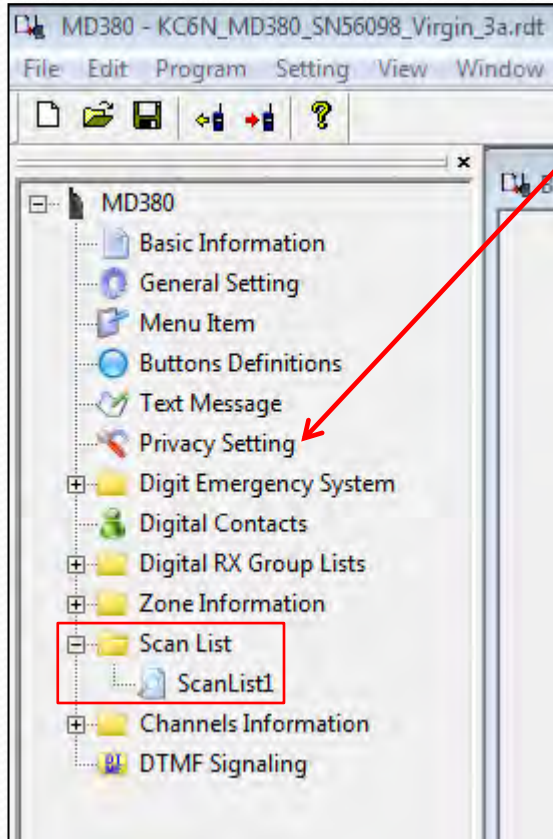 MD380 - KC6N_MD380_SN56098_Virgin_3a.rdt
File Edit Program Setting View Window
MD380
Basic Information
General Setting
Menu Item
Buttons Definitions
Text Message
Privacy Setting
Digit Emergency System
Digital Contacts
Digital RX Group Lists
Zone Information
Scan List
ScanList1
Channels Information
DTMF Signaling